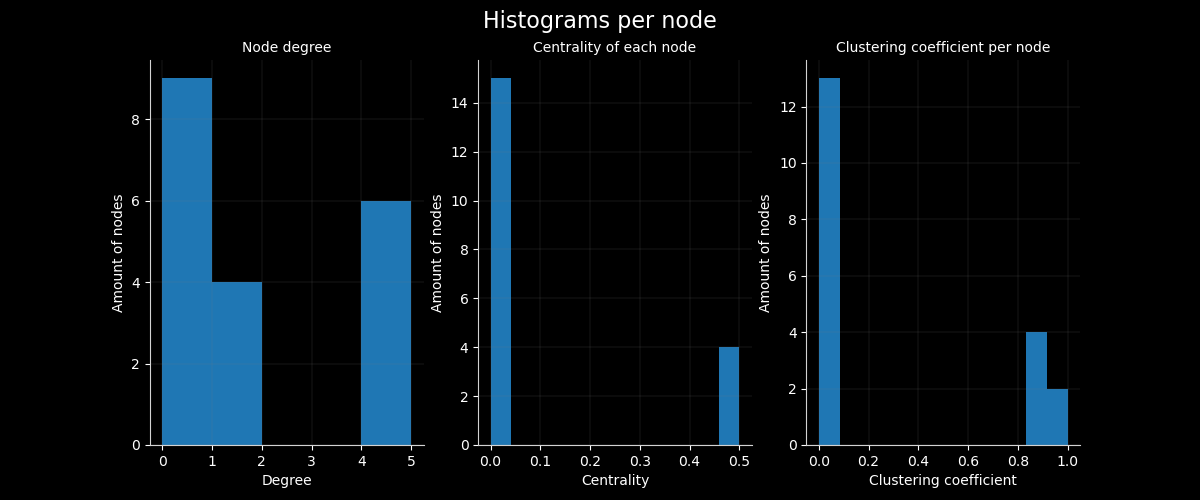 Histograms per node
Node degree
Amount of nodes
8
6
4
2
0
0 1 2 3 4 5
Degree
Centrality of each node
Amount of nodes
14
12
10
8
6
4
2
0
0.0 0.1 0.2 0.3 0.4 0.5
Centrality
Clustering coefficient per node
Amount of nodes
12
10
8
6
4
2
0
0.0 0.2 0.4 0.6 0.8 1.0
Clustering coefficient